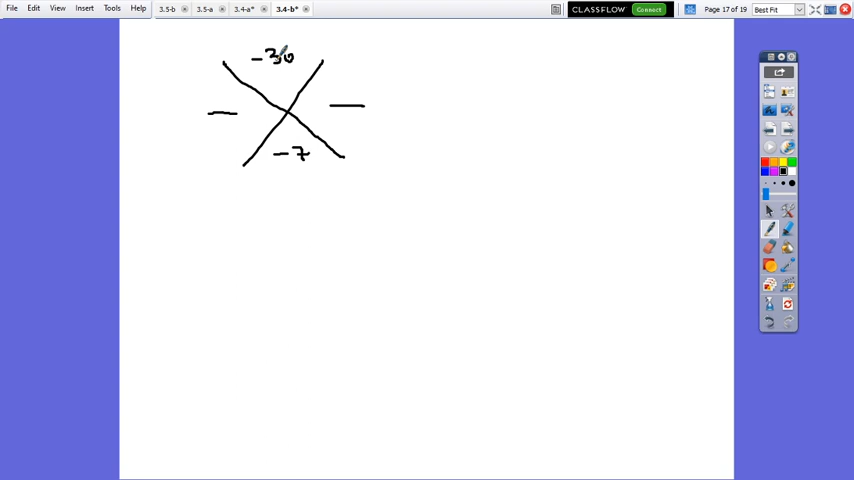 File Edit View Insert Tools Help 3.5-b 3.5-a 3.4-a* 3.4-b* CLASSFLOW Connect Page 17 of 19 Best Fit
-30
-7